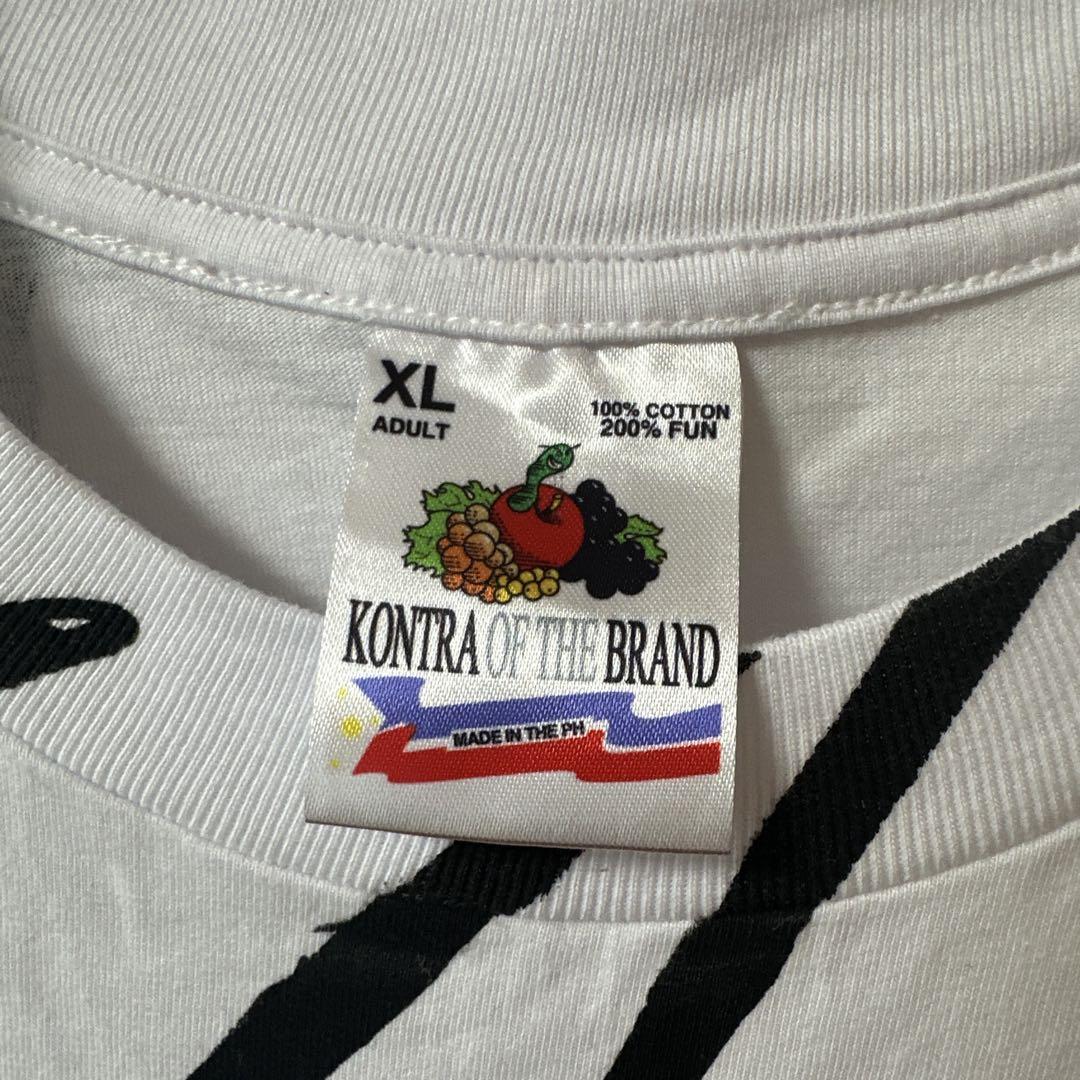 XL
ADULT
100% COTTON
200% FUN
KONTRA OF THE BRAND
MADE IN THE PH